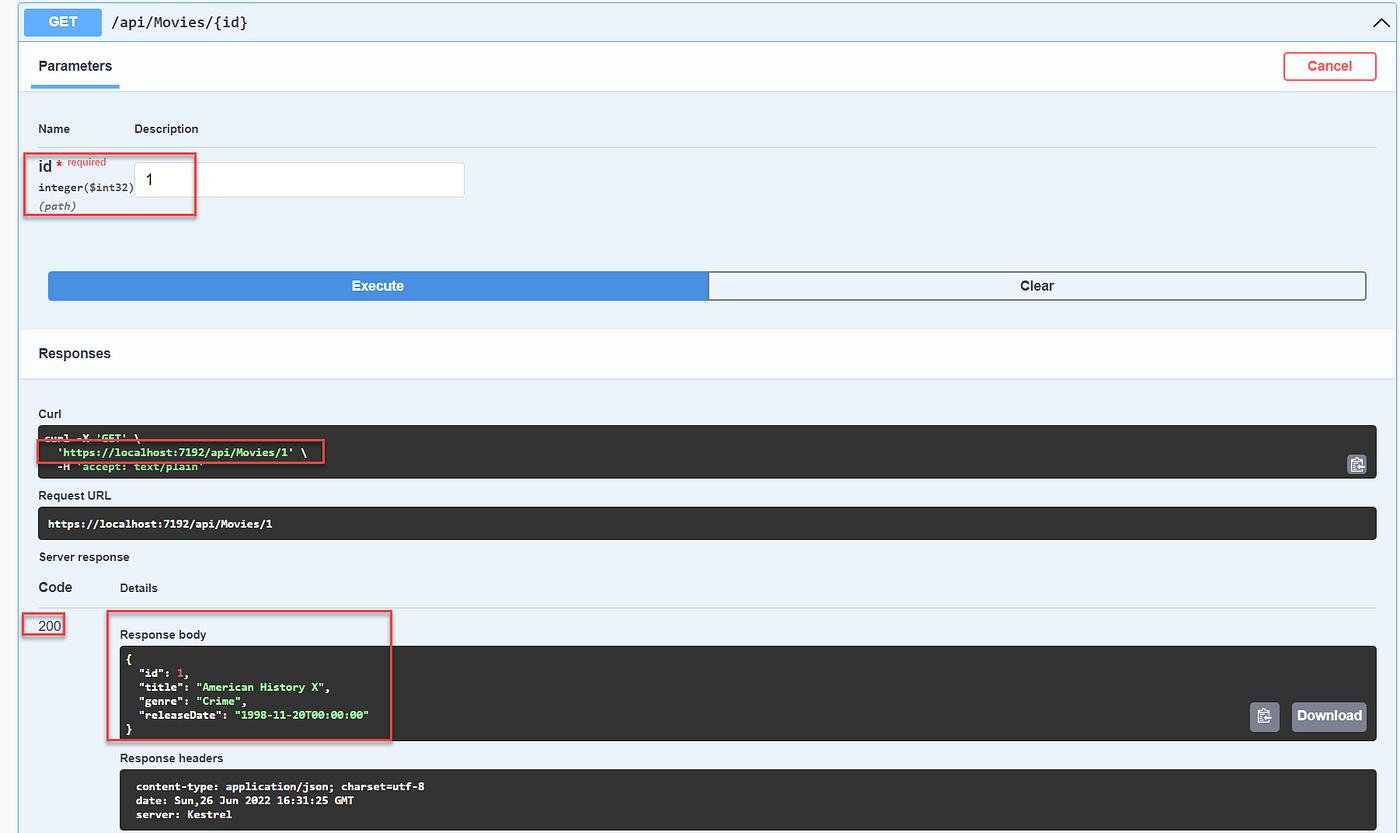 GET /api/Movies/{id}
Parameters
Cancel
Name Description
id * required
integer($int32)
(path)
1
Execute Clear
Responses
Curl
curl -X 'GET' \
'https://localhost:7192/api/Movies/1' \
-H 'accept: text/plain'
Request URL
https://localhost:7192/api/Movies/1
Server response
Code Details
200
Response body
{
"id": 1,
"title": "American History X",
"genre": "Crime",
"releaseDate": "1998-11-20T00:00:00"
}
Download
Response headers
content-type: application/json; charset=utf-8
date: Sun,26 Jun 2022 16:31:25 GMT
server: Kestrel